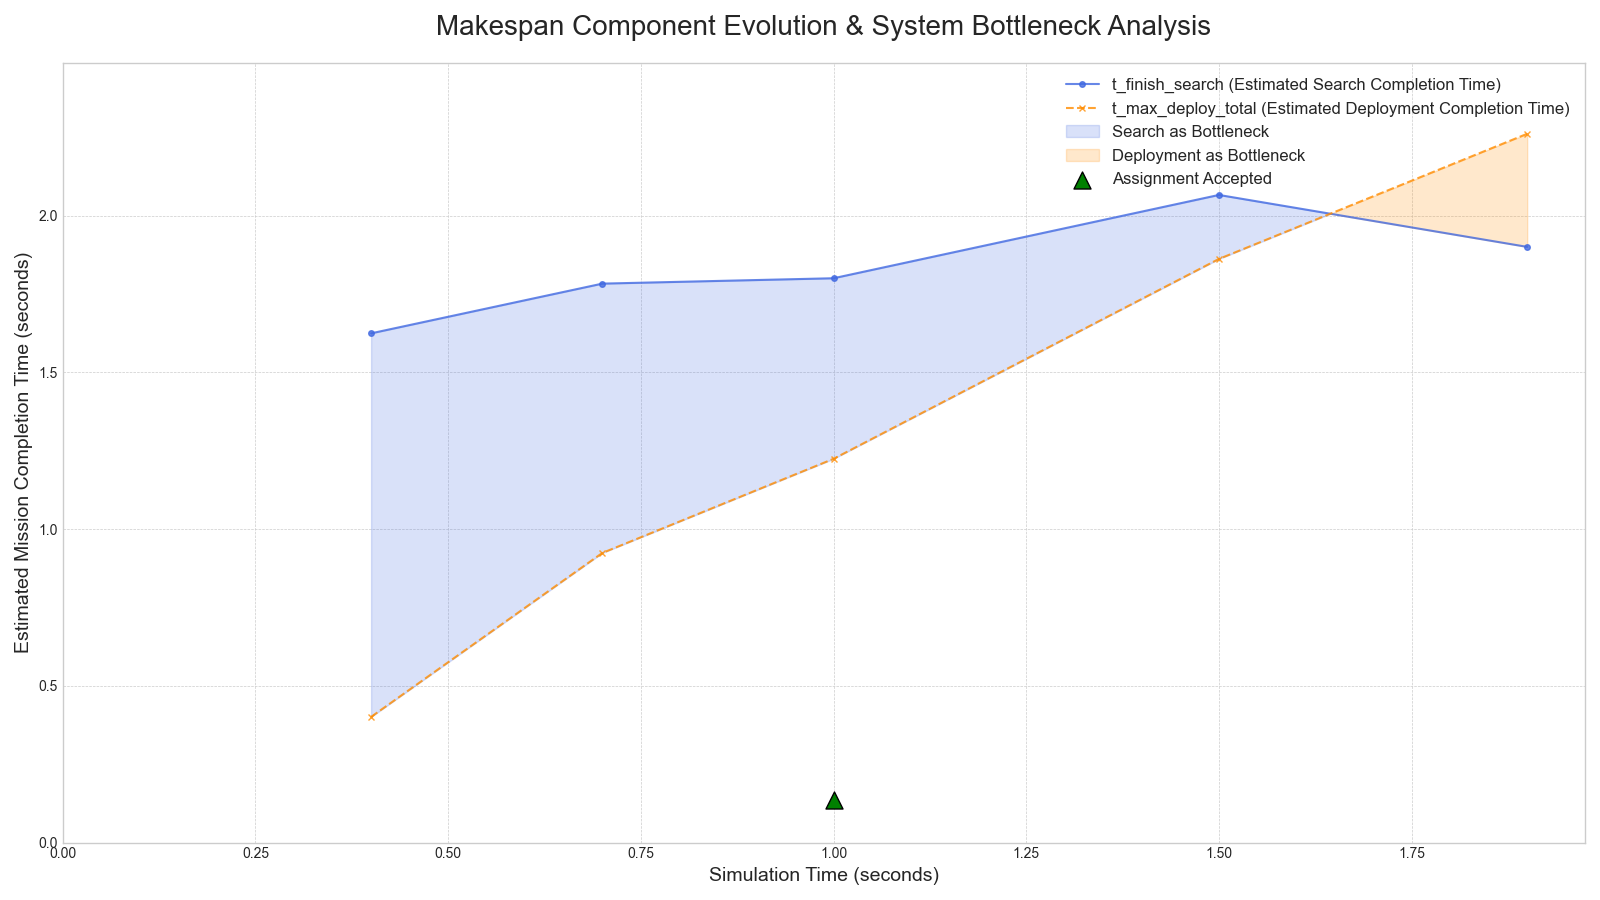 Makespan Component Evolution & System Bottleneck Analysis
t_finish_search (Estimated Search Completion Time)
t_max_deploy_total (Estimated Deployment Completion Time)
Search as Bottleneck
Deployment as Bottleneck
Assignment Accepted
Estimated Mission Completion Time (seconds)
2.0
1.5
1.0
0.5
0.0
0.00 0.25 0.50 0.75 1.00 1.25 1.50 1.75
Simulation Time (seconds)